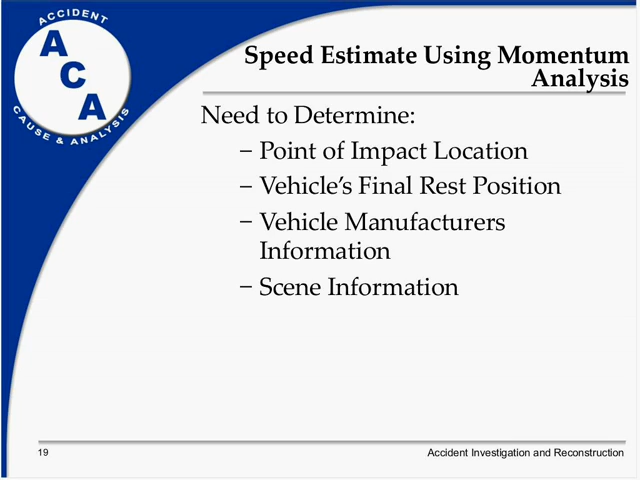 ACCIDENT
A
C
A
CAUSE & ANALYSIS
Speed Estimate Using Momentum
Analysis
Need to Determine:
– Point of Impact Location
– Vehicle’s Final Rest Position
– Vehicle Manufacturers
Information
– Scene Information
19
Accident Investigation and Reconstruction